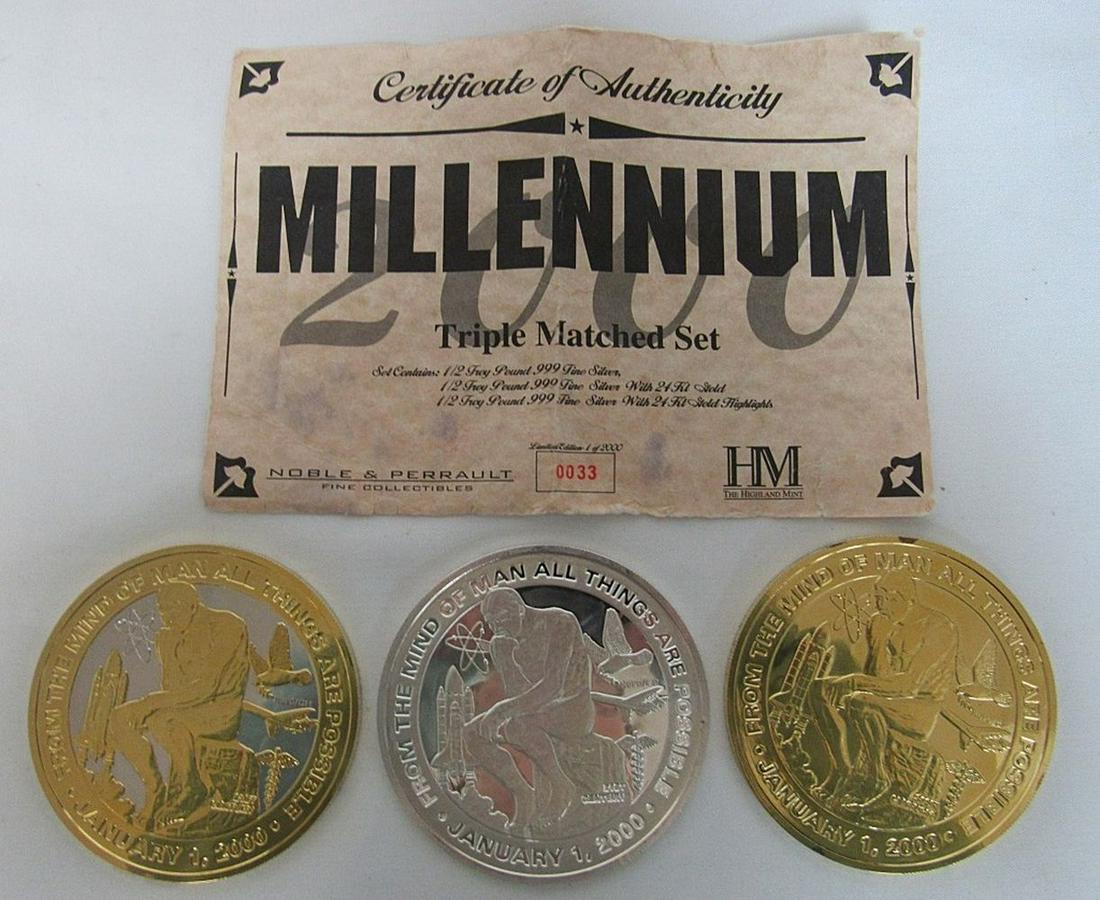 Certificate of Authenticity
MILLENNIUM
2000
Triple Matched Set
Set Contains: 1/2 Troy Pound .999 Fine Silver,
1/2 Troy Pound .999 Fine Silver With 24 Kt Gold
1/2 Troy Pound .999 Fine Silver With 24 Kt Gold Highlights
Limited Edition 1 of 2000
0033
NOBLE & PERRAULT
FINE COLLECTIBLES
HM
THE HIGHLAND MINT
FROM THE MIND OF MAN ALL THINGS ARE POSSIBLE
JANUARY 1, 2000
FROM THE MIND OF MAN ALL THINGS ARE POSSIBLE
21ST
CENTURY
JANUARY 1, 2000
FROM THE MIND OF MAN ALL THINGS ARE POSSIBLE
JANUARY 1, 2000